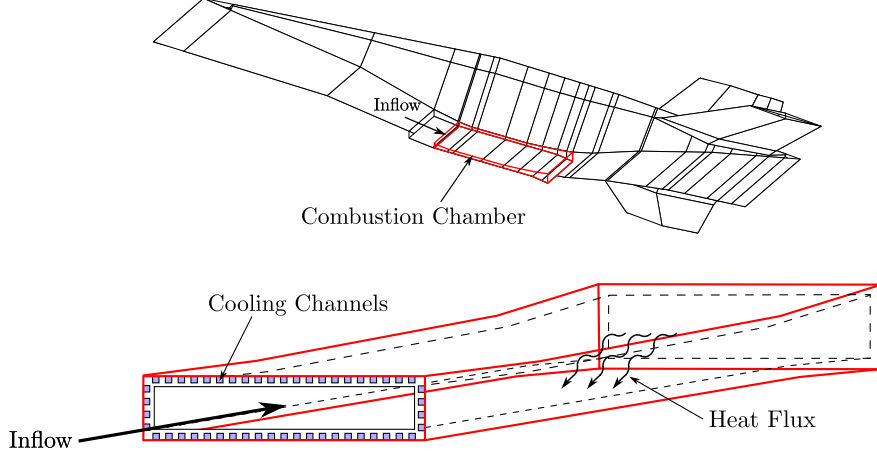 Inflow
Combustion Chamber
Cooling Channels
Heat Flux
Inflow